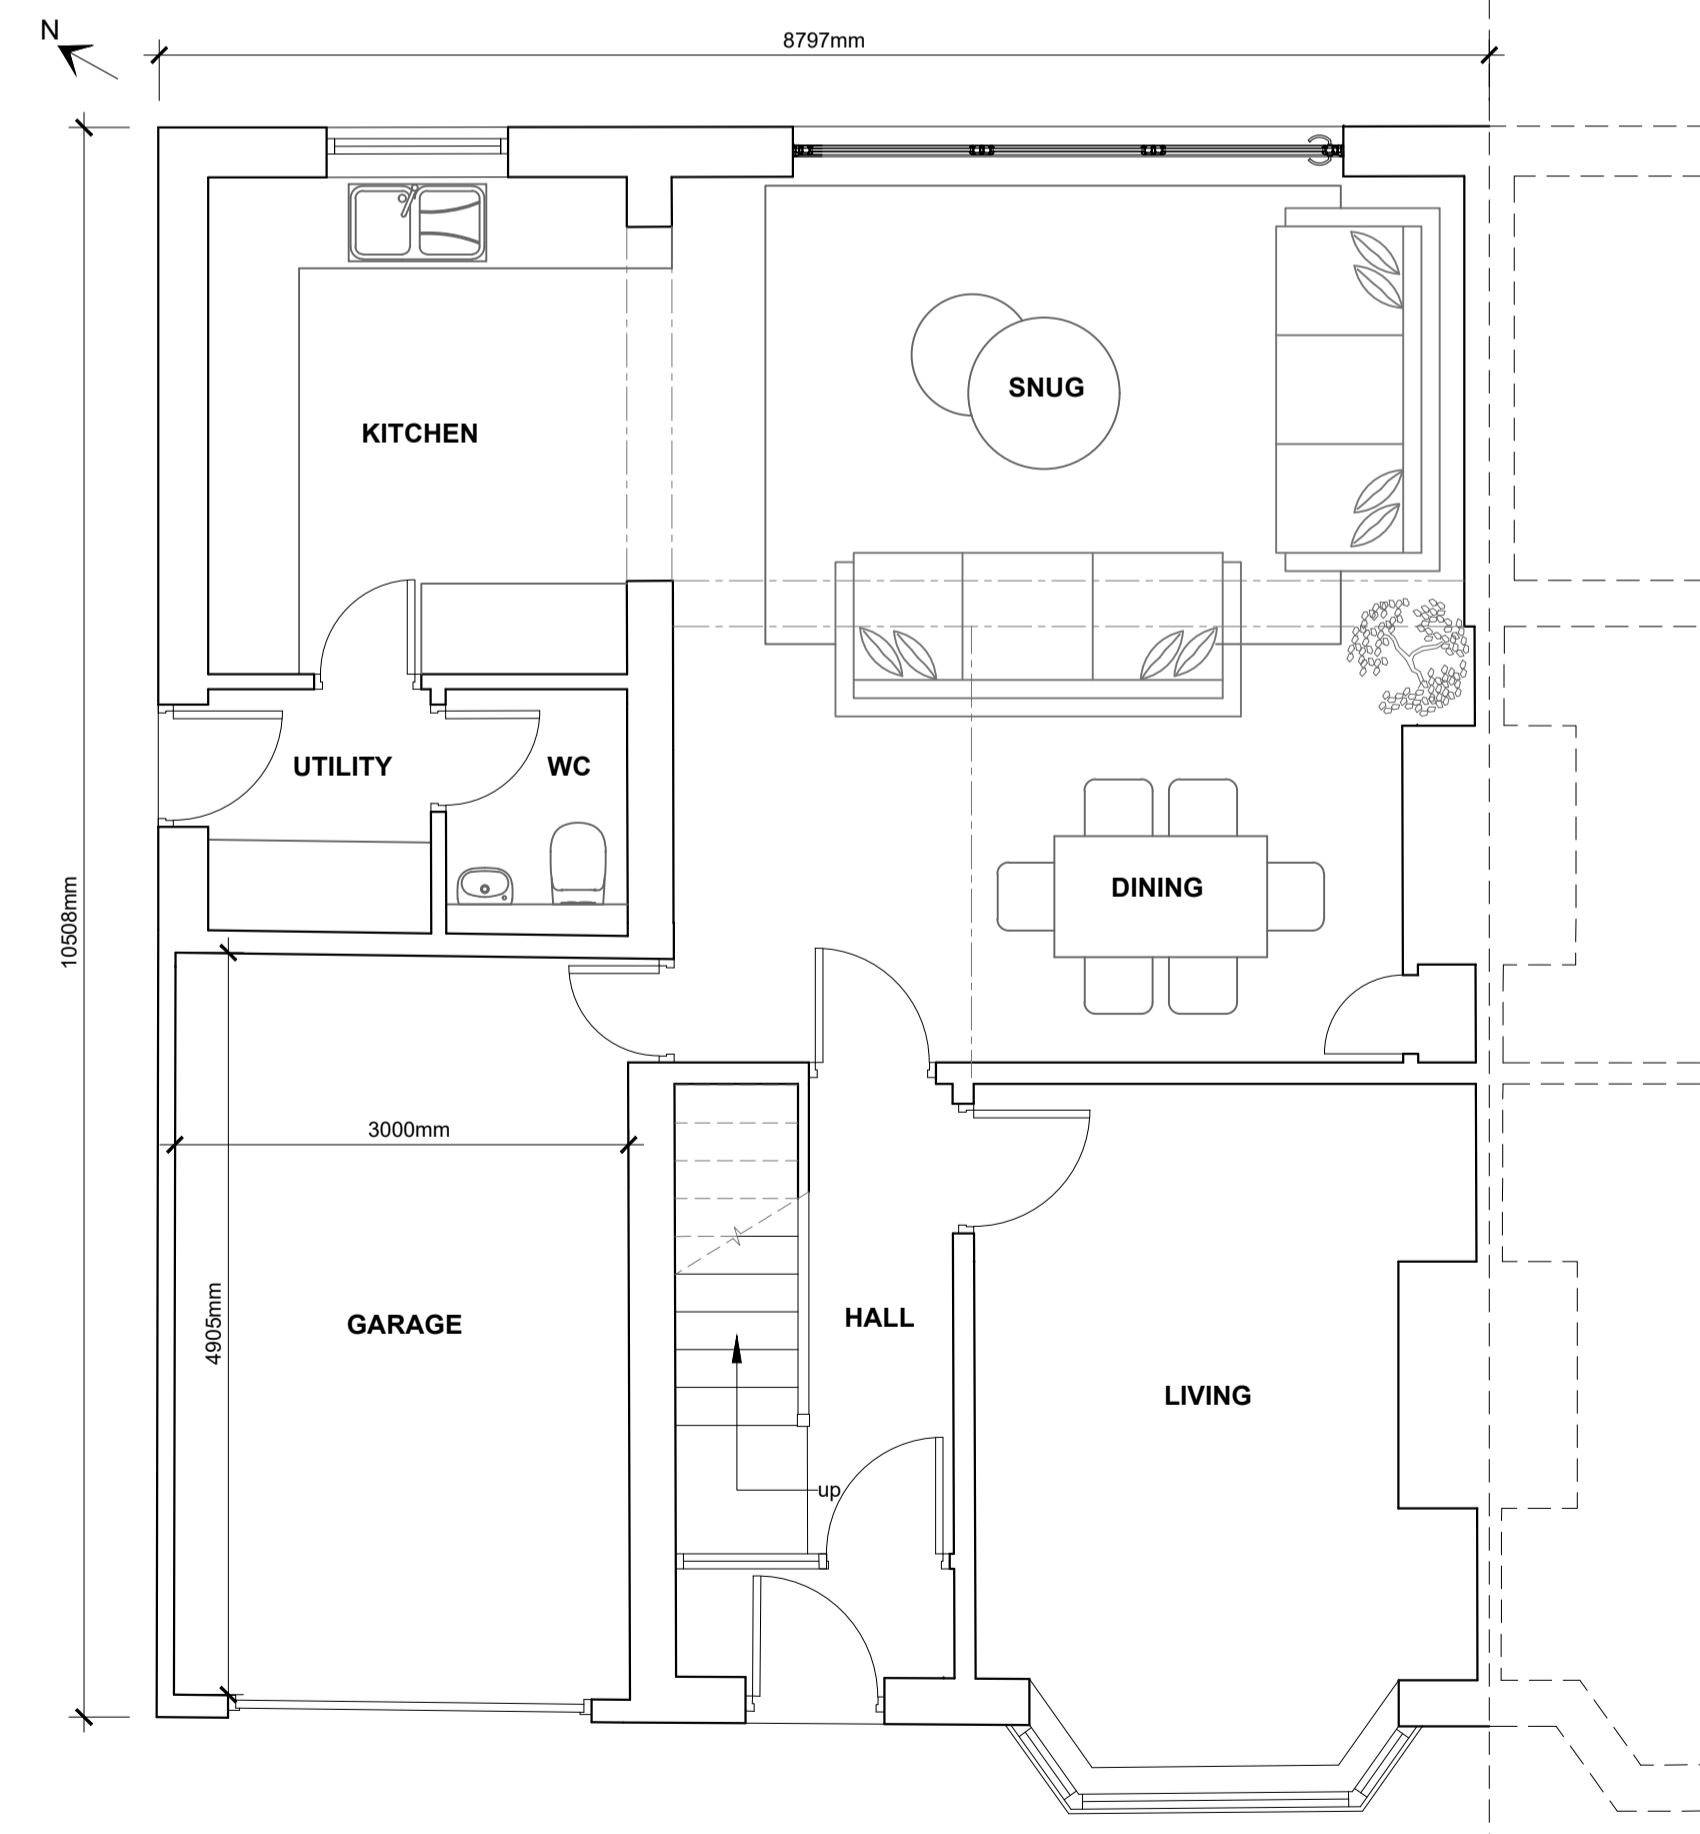 N
8797mm
SNUG
KITCHEN
UTILITY
WC
DINING
10508mm
3000mm
4905mm
GARAGE
HALL
LIVING
up